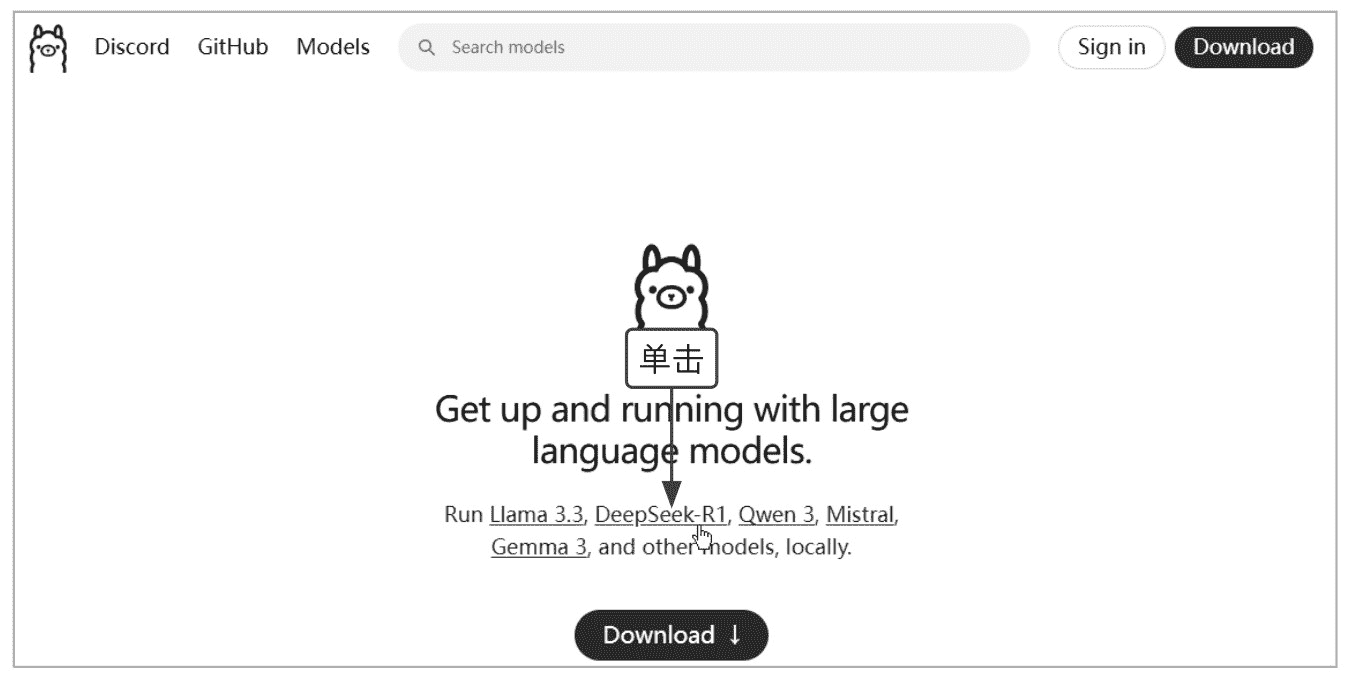 Discord GitHub Models Search models Sign in Download
单击
Get up and running with large
language models.
Run Llama 3.3, DeepSeek-R1, Qwen 3, Mistral,
Gemma 3, and other models, locally.
Download ↓